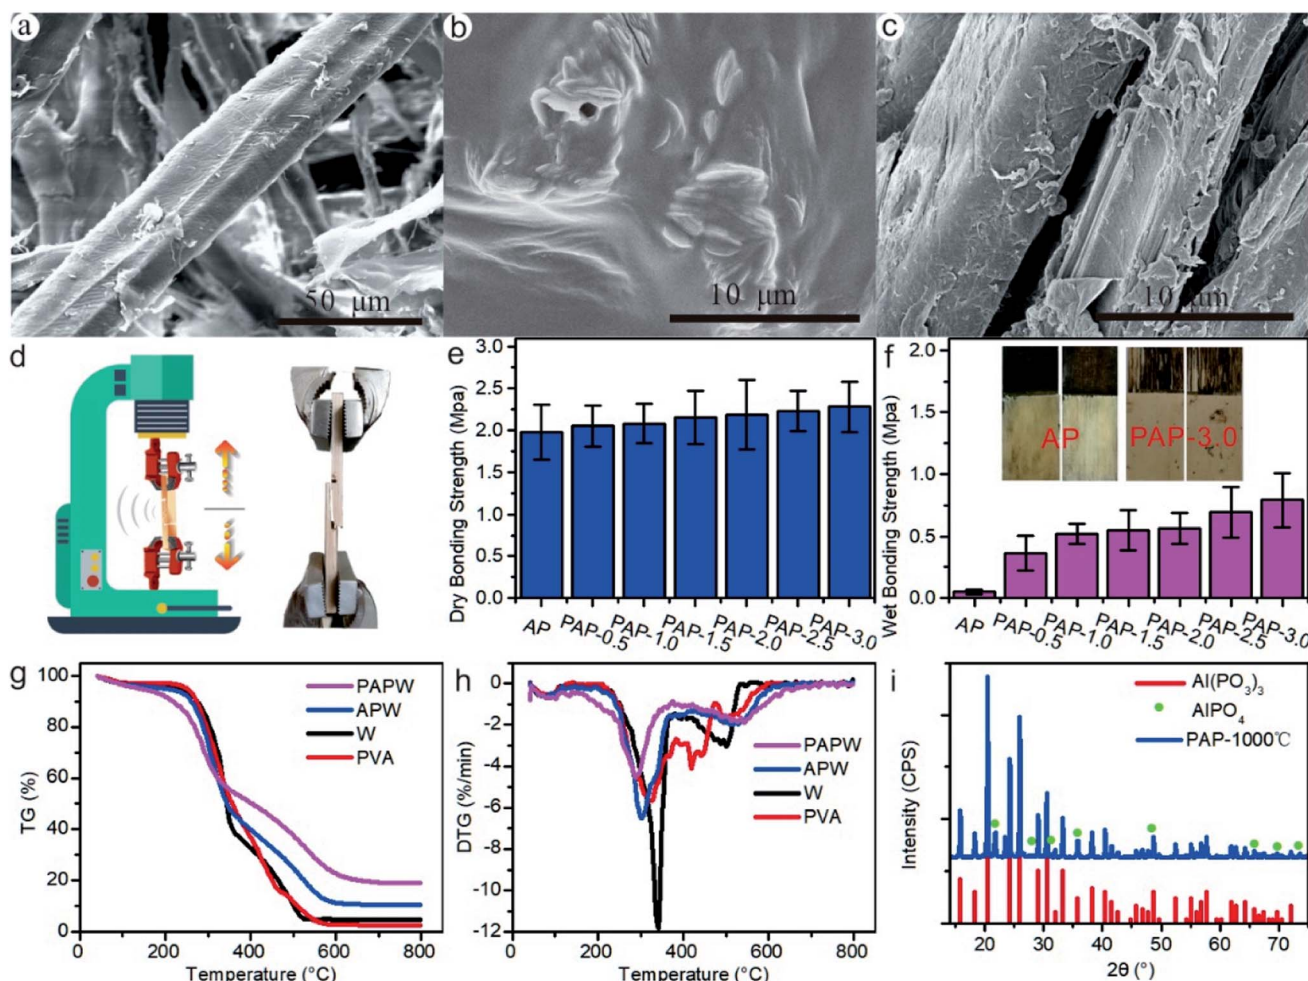 a
50 μm
b
10 μm
c
10 μm
d
e
Dry Bonding Strength (Mpa)
3.0
2.5
2.0
1.5
1.0
0.5
0.0
AP
PAP-0.5
PAP-1.0
PAP-1.5
PAP-2.0
PAP-2.5
PAP-3.0
f
Wet Bonding Strength (Mpa)
2.0
1.5
1.0
0.5
0.0
AP
PAP-3.0
AP
PAP-0.5
PAP-1.0
PAP-1.5
PAP-2.0
PAP-2.5
PAP-3.0
g
TG (%)
100
80
60
40
20
0
PAPW
APW
W
PVA
0 200 400 600 800
Temperature (°C)
h
DTG (%/min)
0
-2
-4
-6
-8
-10
-12
PAPW
APW
W
PVA
0 200 400 600 800
Temperature (°C)
i
Intensity (CPS)
Al(PO₃)₃
AlPO₄
PAP-1000℃
20 30 40 50 60 70
2θ (°)